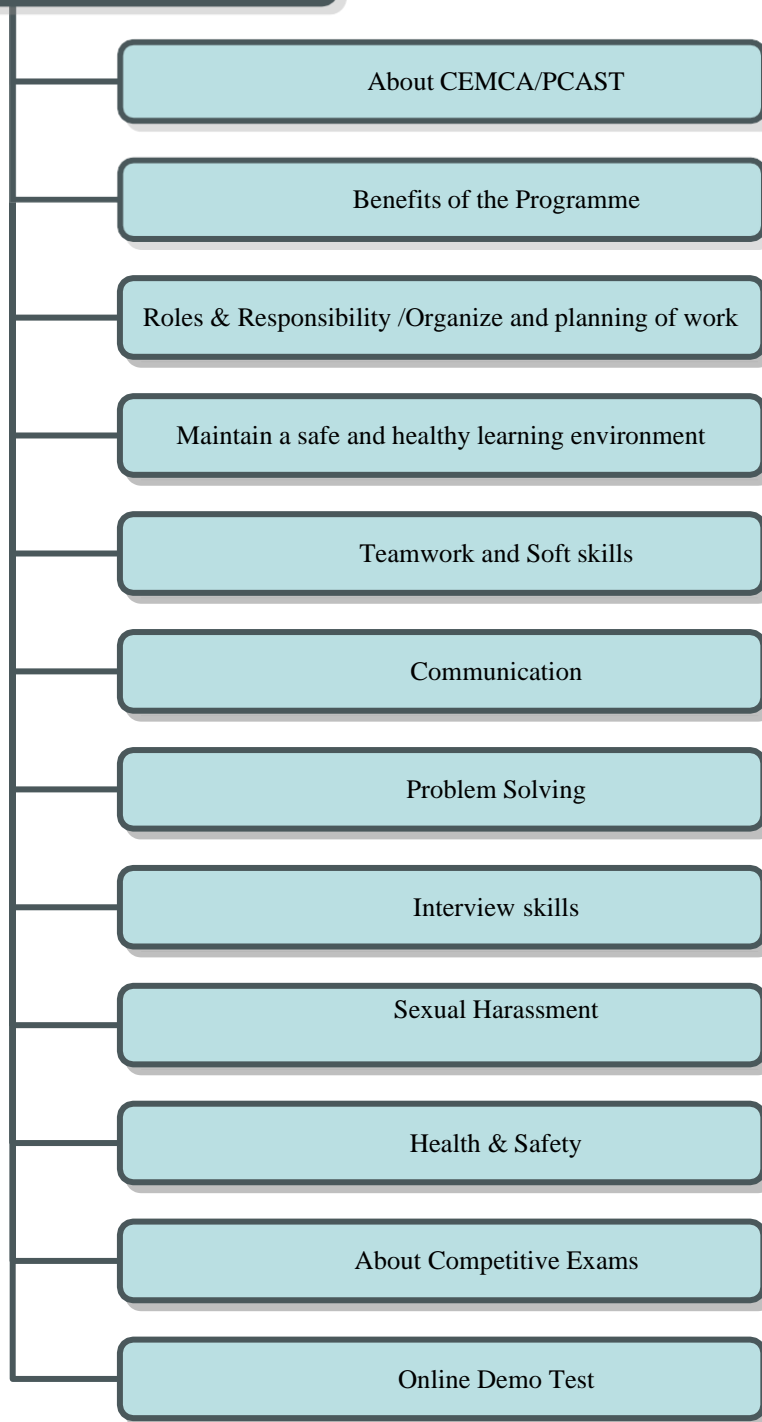 About CEMCA/PCAST
Benefits of the Programme
Roles & Responsibility /Organize and planning of work
Maintain a safe and healthy learning environment
Teamwork and Soft skills
Communication
Problem Solving
Interview skills
Sexual Harassment
Health & Safety
About Competitive Exams
Online Demo Test